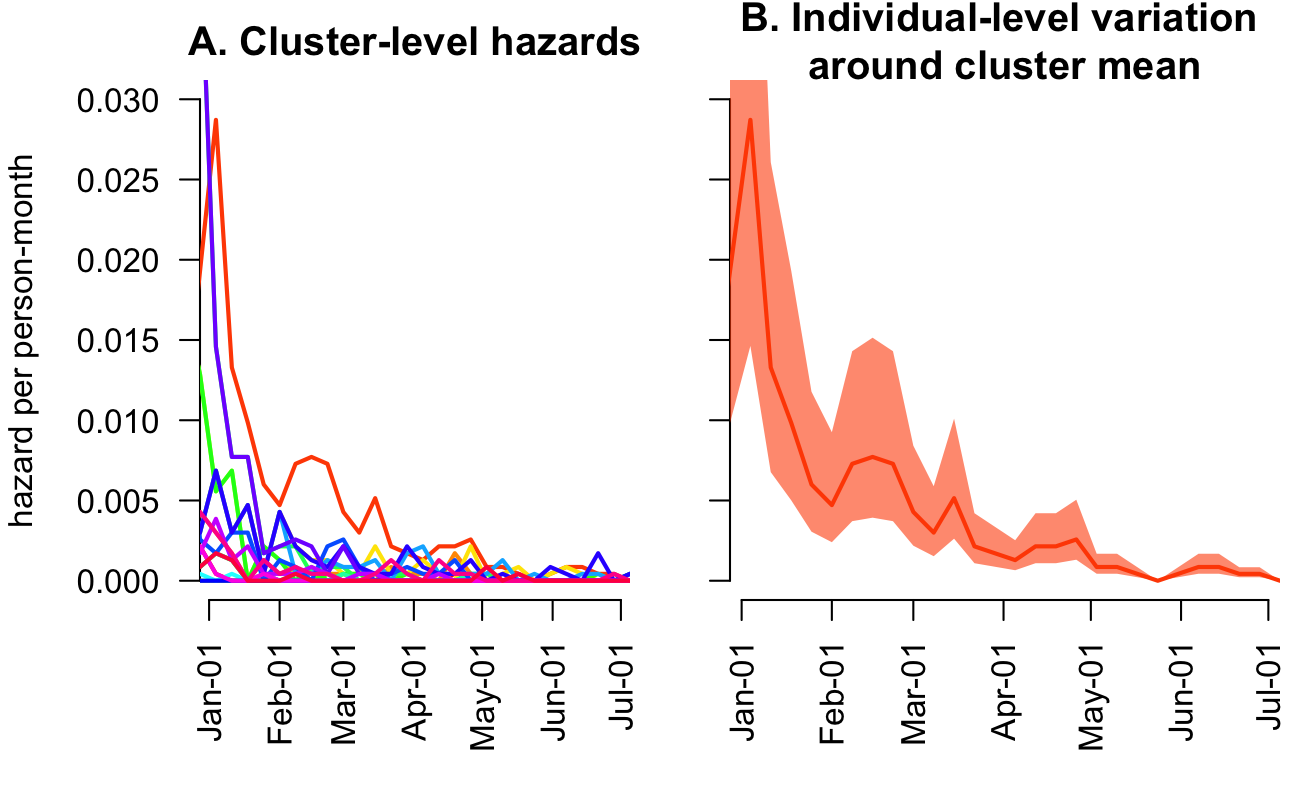 A. Cluster-level hazards
B. Individual-level variation
around cluster mean
hazard per person-month
0.030
0.025
0.020
0.015
0.010
0.005
0.000
Jan-01
Feb-01
Mar-01
Apr-01
May-01
Jun-01
Jul-01
Jan-01
Feb-01
Mar-01
Apr-01
May-01
Jun-01
Jul-01